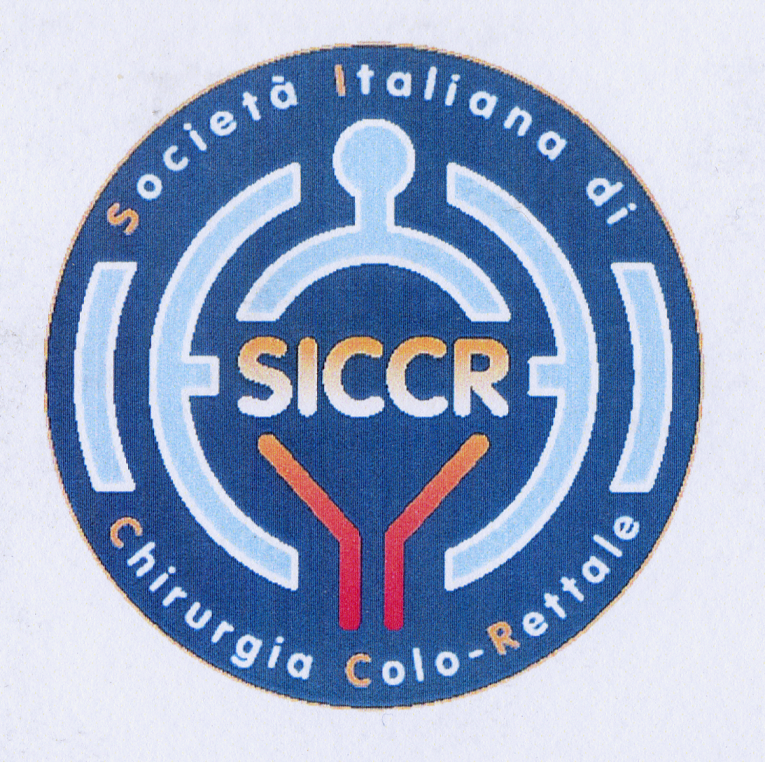 Società Italiana di
SICCR
Chirurgia Colo-Rettale